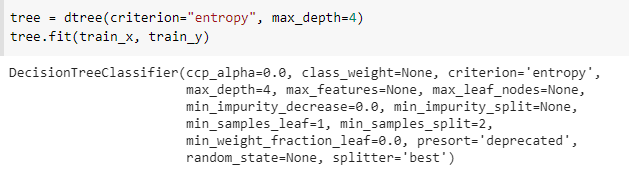 tree = dtree(criterion="entropy", max_depth=4)
tree.fit(train_x, train_y)
DecisionTreeClassifier(ccp_alpha=0.0, class_weight=None, criterion='entropy',
max_depth=4, max_features=None, max_leaf_nodes=None,
min_impurity_decrease=0.0, min_impurity_split=None,
min_samples_leaf=1, min_samples_split=2,
min_weight_fraction_leaf=0.0, presort='deprecated',
random_state=None, splitter='best')